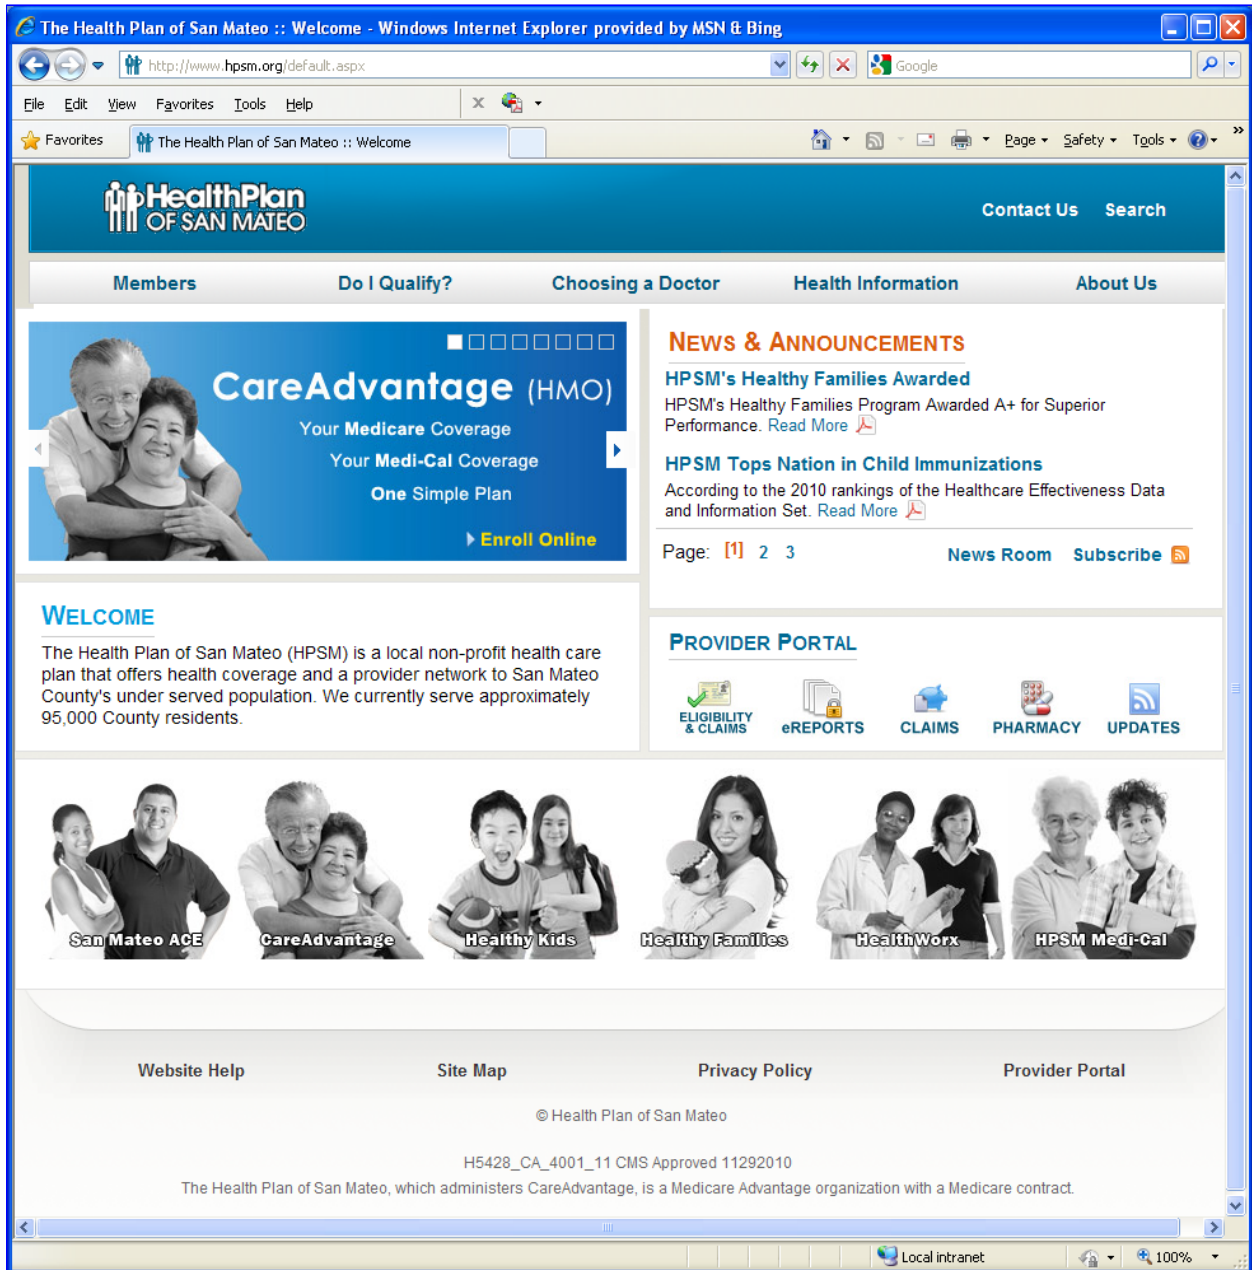 The Health Plan of San Mateo :: Welcome - Windows Internet Explorer provided by MSN & Bing
http://www.hpsm.org/default.aspx
Google
File Edit View Favorites Tools Help
Favorites
The Health Plan of San Mateo :: Welcome
Page Safety Tools
HealthPlan
OF SAN MATEO
Contact Us Search
Members Do I Qualify? Choosing a Doctor Health Information About Us
CareAdvantage (HMO)
Your Medicare Coverage
Your Medi-Cal Coverage
One Simple Plan
Enroll Online
NEWS & ANNOUNCEMENTS
HPSM's Healthy Families Awarded
HPSM's Healthy Families Program Awarded A+ for Superior
Performance. Read More
HPSM Tops Nation in Child Immunizations
According to the 2010 rankings of the Healthcare Effectiveness Data
and Information Set. Read More
Page: [1] 2 3
News Room Subscribe
WELCOME
The Health Plan of San Mateo (HPSM) is a local non-profit health care
plan that offers health coverage and a provider network to San Mateo
County's under served population. We currently serve approximately
95,000 County residents.
PROVIDER PORTAL
ELIGIBILITY
& CLAIMS
eREPORTS
CLAIMS
PHARMACY
UPDATES
San Mateo ACE
CareAdvantage
Healthy Kids
Healthy Families
HealthWorx
HPSM Medi-Cal
Website Help Site Map Privacy Policy Provider Portal
© Health Plan of San Mateo
H5428_CA_4001_11 CMS Approved 11292010
The Health Plan of San Mateo, which administers CareAdvantage, is a Medicare Advantage organization with a Medicare contract.
Local intranet
100%